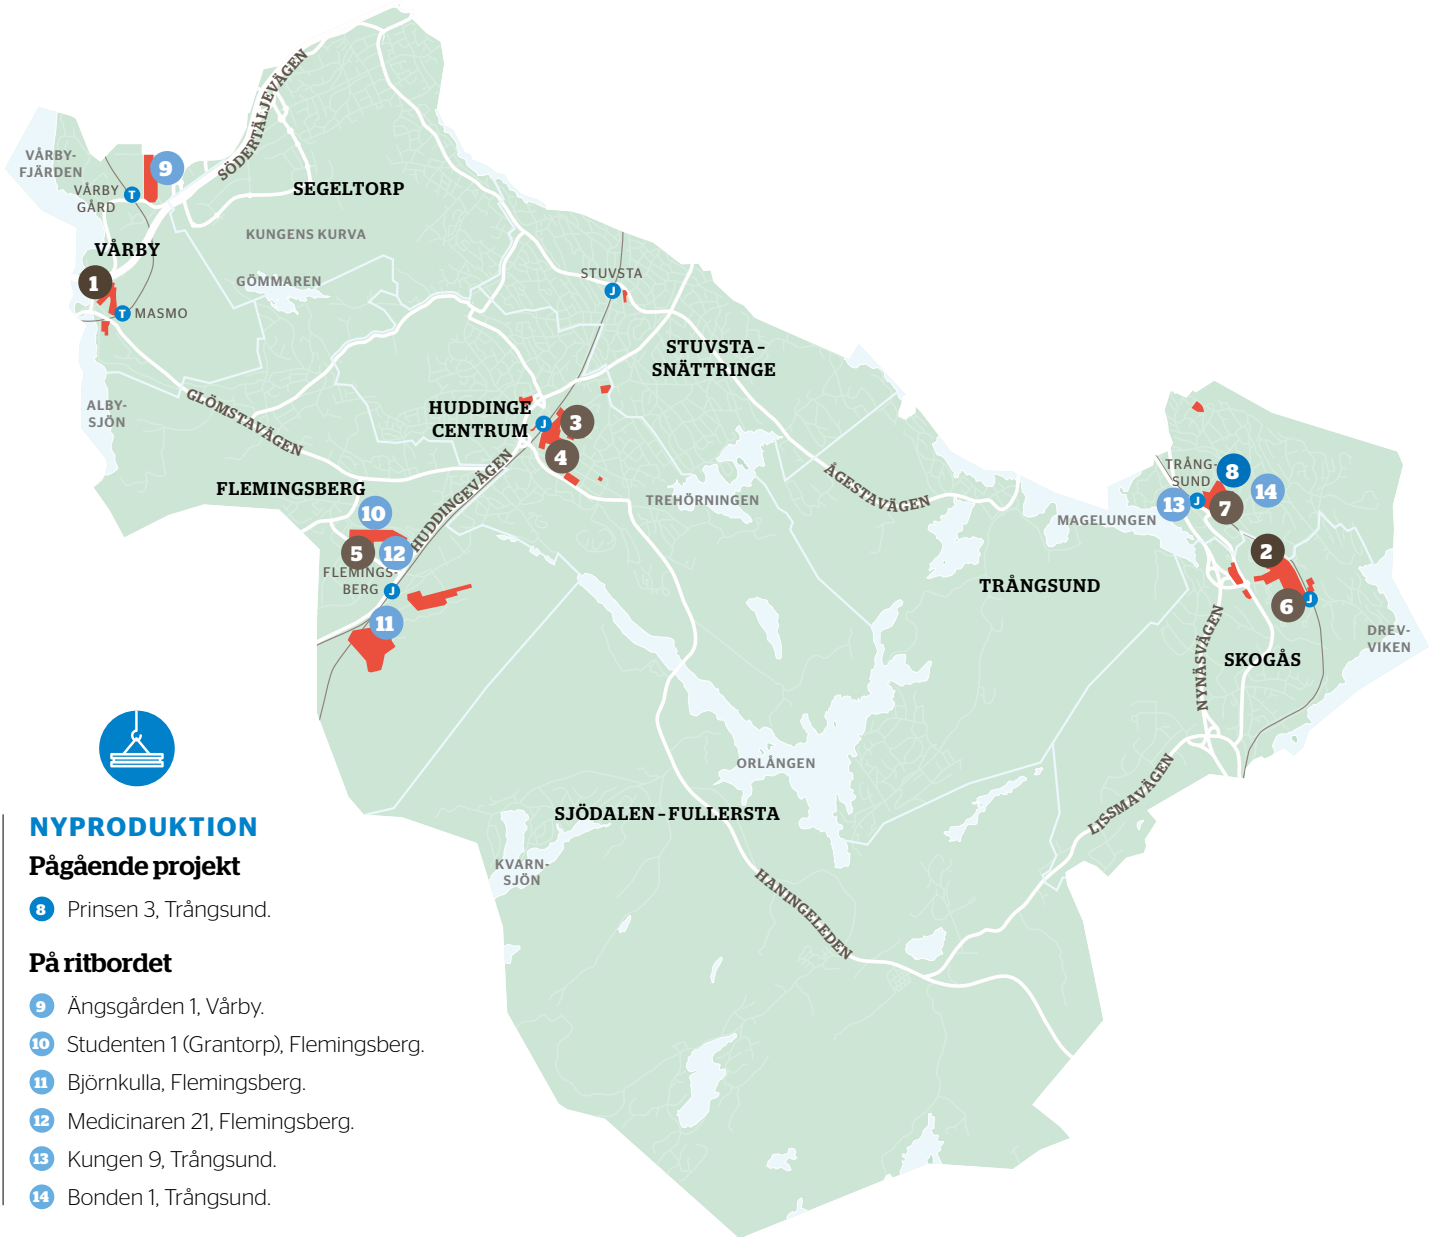 SÖDERTÄLJEVÄGEN
VÅRBY-
FJÄRDEN
9
VÅRBY
GÅRD
T
SEGELTORP
KUNGENS KURVA
VÅRBY
1
GÖMMAREN
STUVSTA
J
T
MASMO
STUVSTA –
SNÄTTRINGE
ALBY-
SJÖN
GLÖMSTAVÄGEN
HUDDINGE
CENTRUM
J
3
4
HUDDINGEVÄGEN
FLEMINGSBERG
10
5
12
FLEMINGS-
BERG
J
11
TREHÖRNINGEN
ÅGESTAVÄGEN
MAGELUNGEN
TRÅNG-
SUND
8
14
13
J
7
2
6
J
TRÅNGSUND
NYNÄSVÄGEN
SKOGÅS
DREV-
VIKEN
ORLÅNGEN
SJÖDALEN – FULLERSTA
LISSMAVÄGEN
KVARN-
SJÖN
HANINGELEDEN
NYPRODUKTION
Pågående projekt
8 Prinsen 3, Trångsund.
På ritbordet
9 Ängsgården 1, Vårby.
10 Studenten 1 (Grantorp), Flemingsberg.
11 Björnkulla, Flemingsberg.
12 Medicinaren 21, Flemingsberg.
13 Kungen 9, Trångsund.
14 Bonden 1, Trångsund.